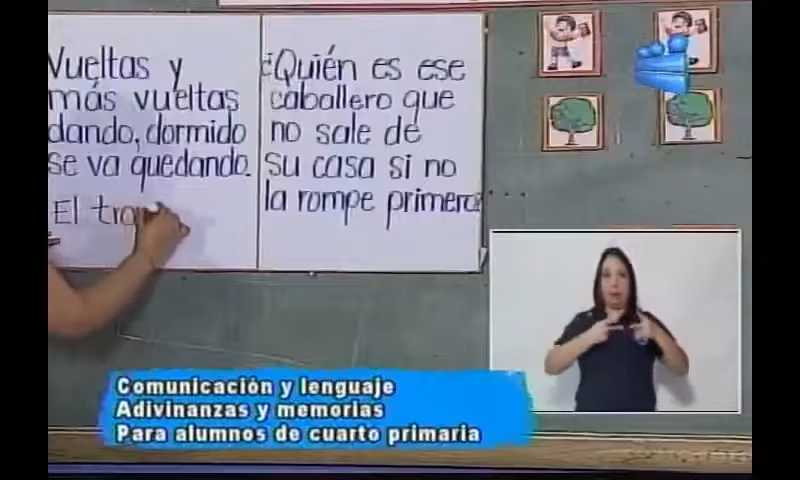 Vueltas y
más vueltas
dando, dormido
se va quedando.
El tro
¿Quién es ese
caballero que
no sale de
su casa si no
la rompe primero?
Comunicación y lenguaje
Adivinanzas y memorias
Para alumnos de cuarto primaria